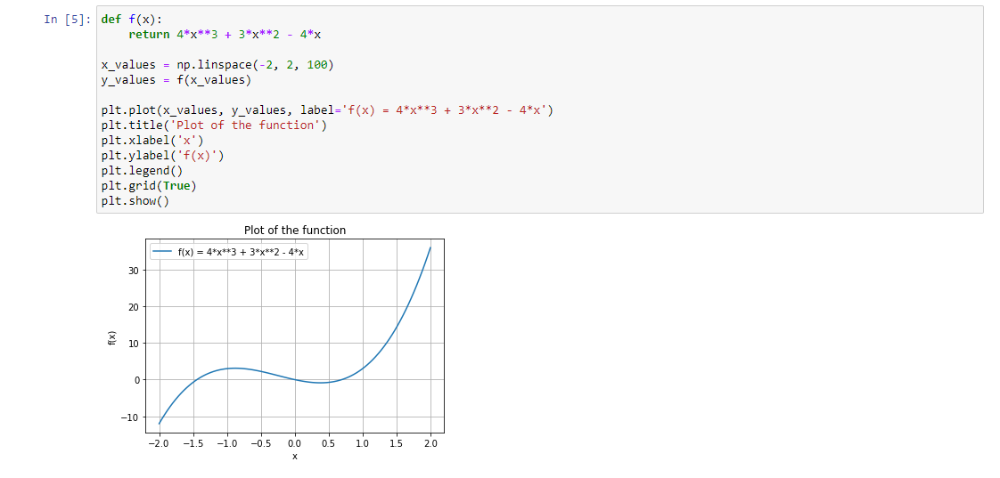 In [5]: def f(x):
    return 4*x**3 + 3*x**2 - 4*x
x_values = np.linspace(-2, 2, 100)
y_values = f(x_values)
plt.plot(x_values, y_values, label='f(x) = 4*x**3 + 3*x**2 - 4*x')
plt.title('Plot of the function')
plt.xlabel('x')
plt.ylabel('f(x)')
plt.legend()
plt.grid(True)
plt.show()
Plot of the function
f(x) = 4*x**3 + 3*x**2 - 4*x
30
20
f(x)
10
0
−10
−2.0 −1.5 −1.0 −0.5 0.0 0.5 1.0 1.5 2.0
x